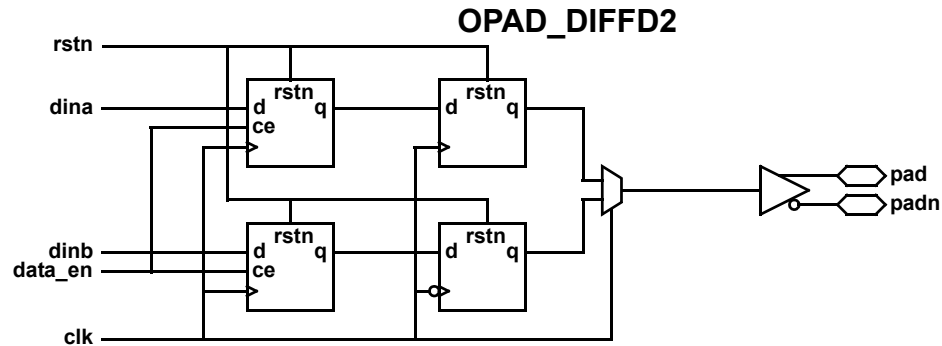 OPAD_DIFFD2
rstn
rstn
rstn
dina
d
q
d
q
ce
pad
padn
rstn
rstn
dinb
d
q
d
q
data_en
ce
clk